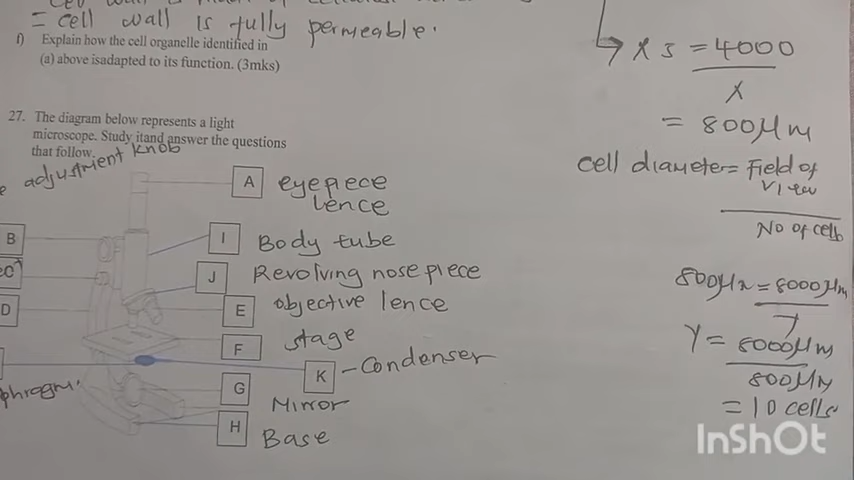 = cell wall is fully permeable.
f) Explain how the cell organelle identified in
(a) above isadapted to its function. (3mks)
27. The diagram below represents a light
microscope. Study itand answer the questions
that follow.
adjustment knob
A eyepiece
lence
B
I Body tube
J Revolving nose piece
D
E objective lence
F stage
K - Condenser
phragm.
G
Mirror
H Base
x 5 = 4000
x
= 800μm
cell diameter = Field of
view
No of cells
800μm = 8000μm
y
Y = 8000μm
800μm
= 10 cells
InShOt